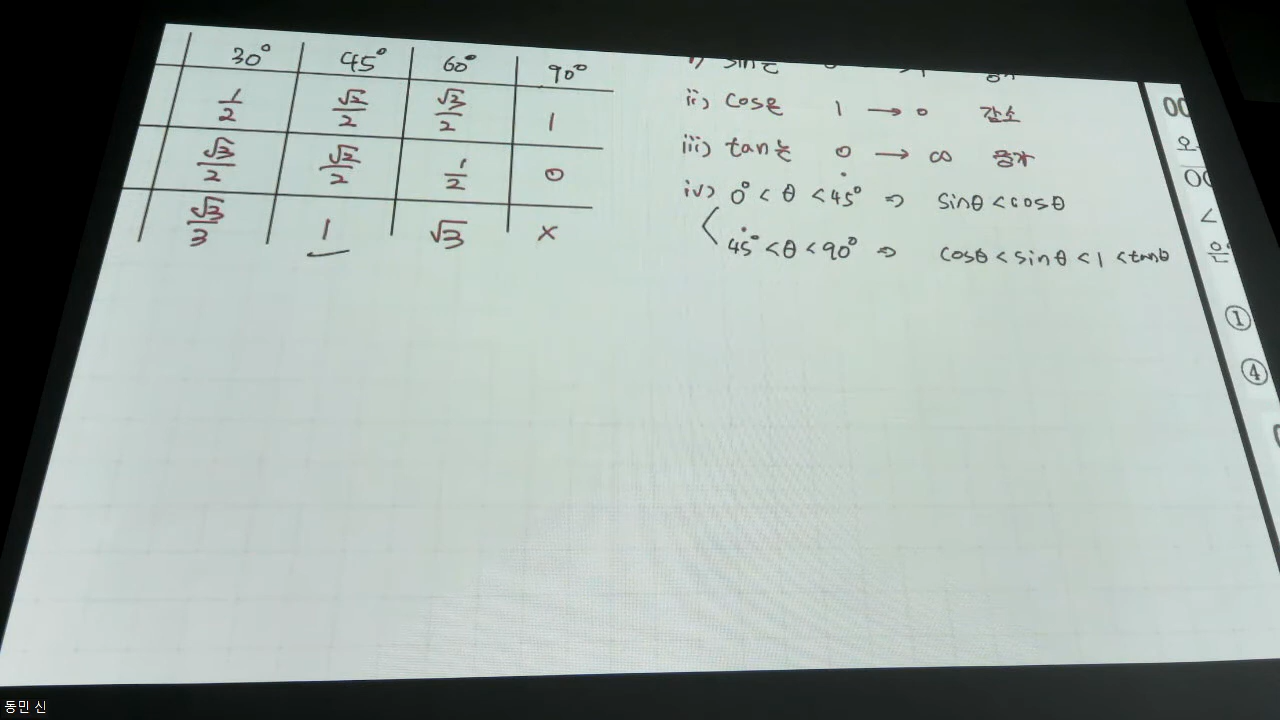 30° 45° 60° 90°
1/2 √2/2 √3/2 1
√3/2 √2/2 1/2 0
√3/3 1 √3 x
ii) cos은 1 → 0 감소
iii) tan는 0 → ∞ 증가
iv) 0° < θ < 45° ⇒ sinθ < cosθ
45° < θ < 90° ⇒ cosθ < sinθ < 1 < tanθ
①
④
동민 신